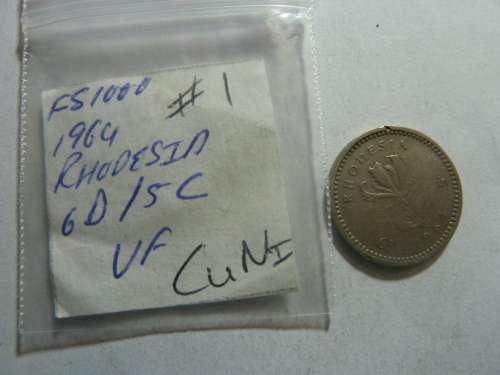 FS1000 #1
1964
RHODESIA
6D/5C
VF
CUNI
RHODESIA